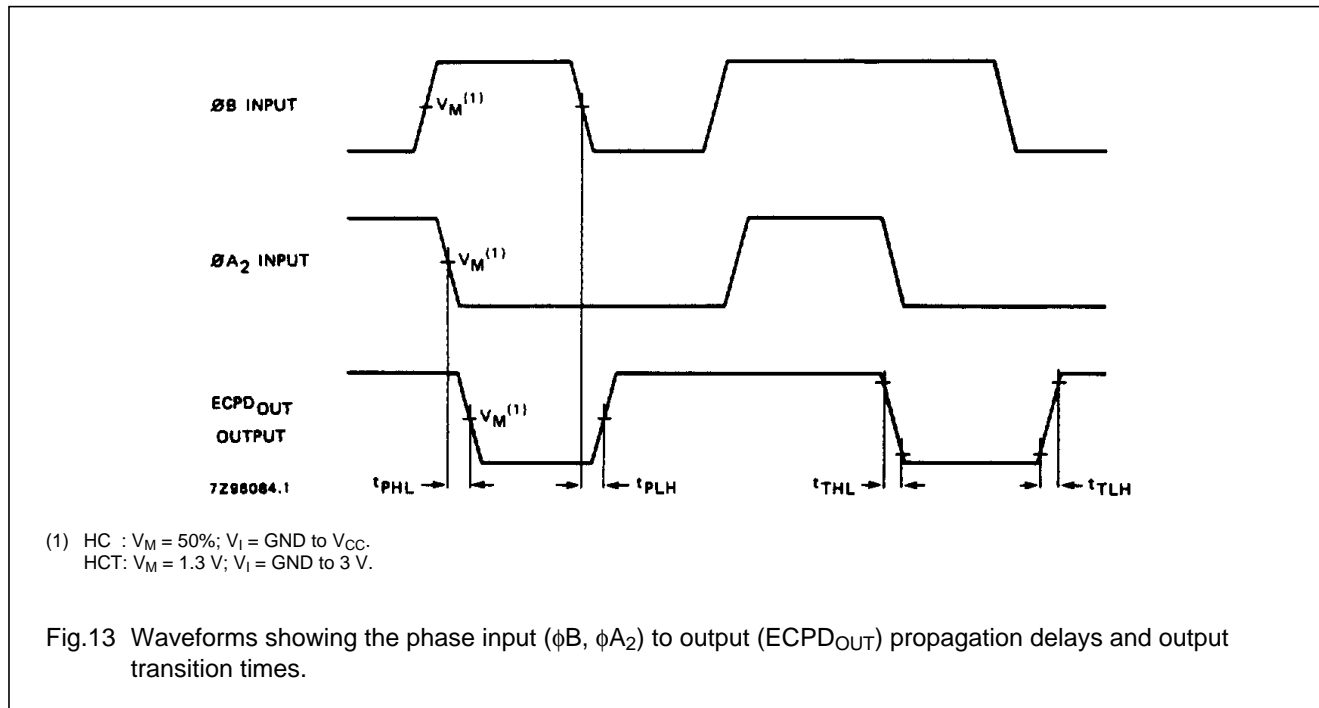 ØB INPUT
V_M (1)
ØA₂ INPUT
V_M (1)
ECPD_OUT
OUTPUT
V_M (1)
7Z96084.1
t_PHL
t_PLH
t_THL
t_TLH
(1) HC : V_M = 50%; V_I = GND to V_CC.
HCT: V_M = 1.3 V; V_I = GND to 3 V.
Fig.13 Waveforms showing the phase input (ϕB, ϕA₂) to output (ECPD_OUT) propagation delays and output
transition times.